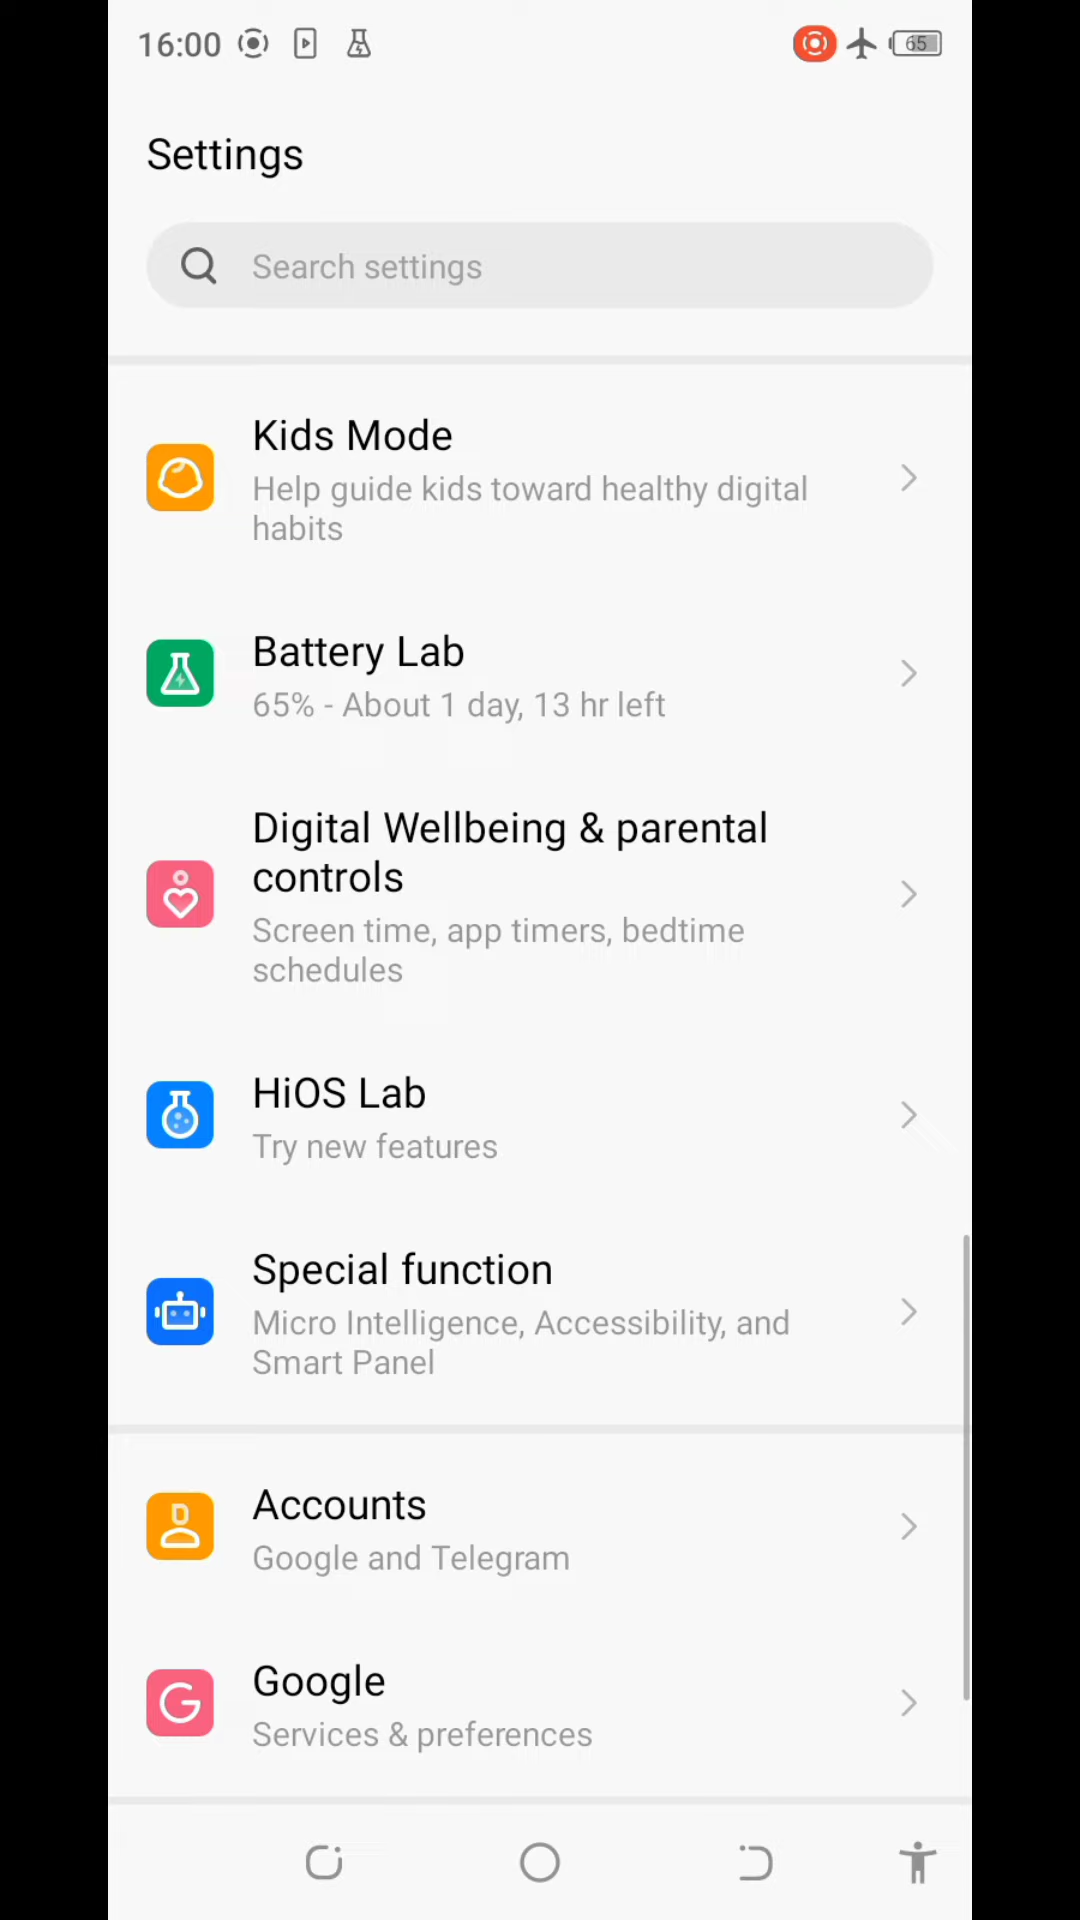 16:00
65
Settings
Search settings
Kids Mode
Help guide kids toward healthy digital
habits
Battery Lab
65% - About 1 day, 13 hr left
Digital Wellbeing & parental
controls
Screen time, app timers, bedtime
schedules
HiOS Lab
Try new features
Special function
Micro Intelligence, Accessibility, and
Smart Panel
Accounts
Google and Telegram
Google
Services & preferences